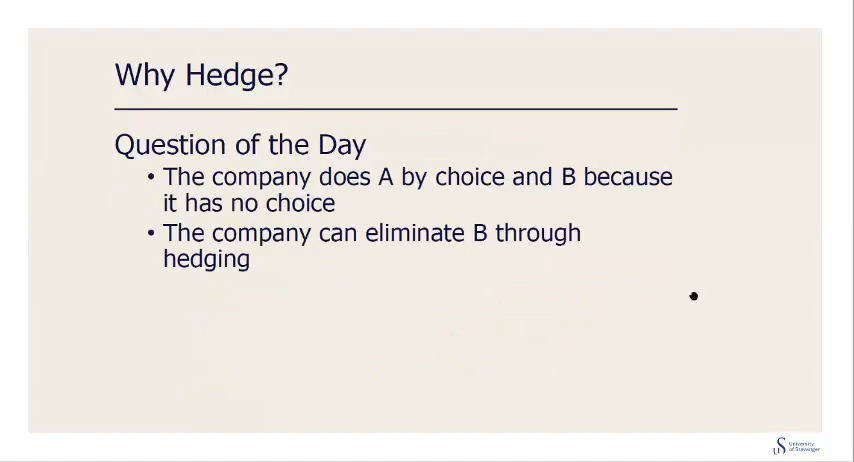 Why Hedge?
Question of the Day
• The company does A by choice and B because
it has no choice
• The company can eliminate B through
hedging
University
of Stavanger